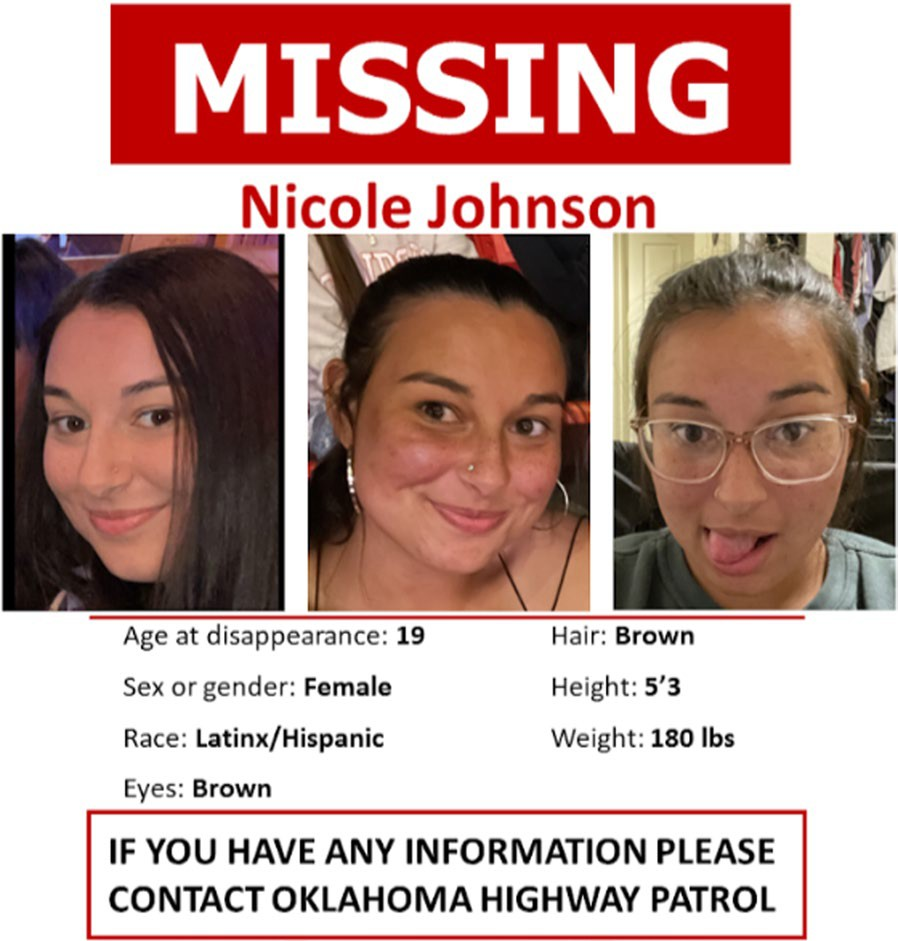 MISSING
Nicole Johnson
Age at disappearance: 19
Hair: Brown
Sex or gender: Female
Height: 5’3
Race: Latinx/Hispanic
Weight: 180 lbs
Eyes: Brown
IF YOU HAVE ANY INFORMATION PLEASE
CONTACT OKLAHOMA HIGHWAY PATROL